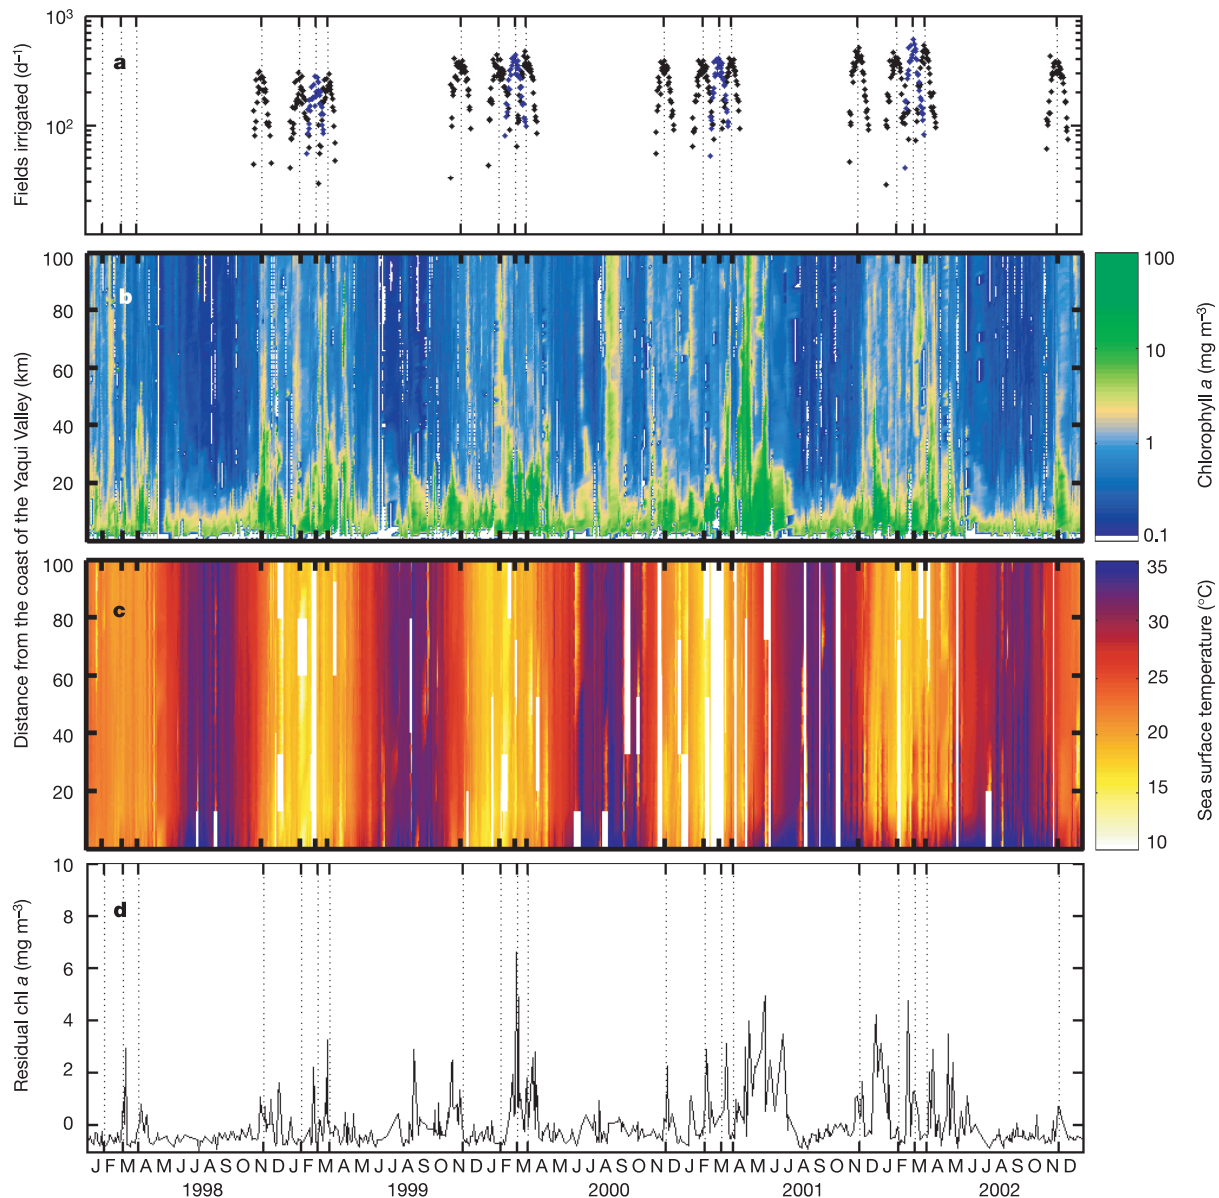 10³
10²
Fields irrigated (d⁻¹)
a
100
80
60
40
20
b
100
10
1
0.1
Chlorophyll a (mg m⁻³)
Distance from the coast of the Yaqui Valley (km)
100
80
60
40
20
c
35
30
25
20
15
10
Sea surface temperature (°C)
10
8
6
4
2
0
Residual chl a (mg m⁻³)
d
J F M A M J J A S O N D J F M A M J J A S O N D J F M A M J J A S O N D J F M A M J J A S O N D J F M A M J J A S O N D
1998 1999 2000 2001 2002